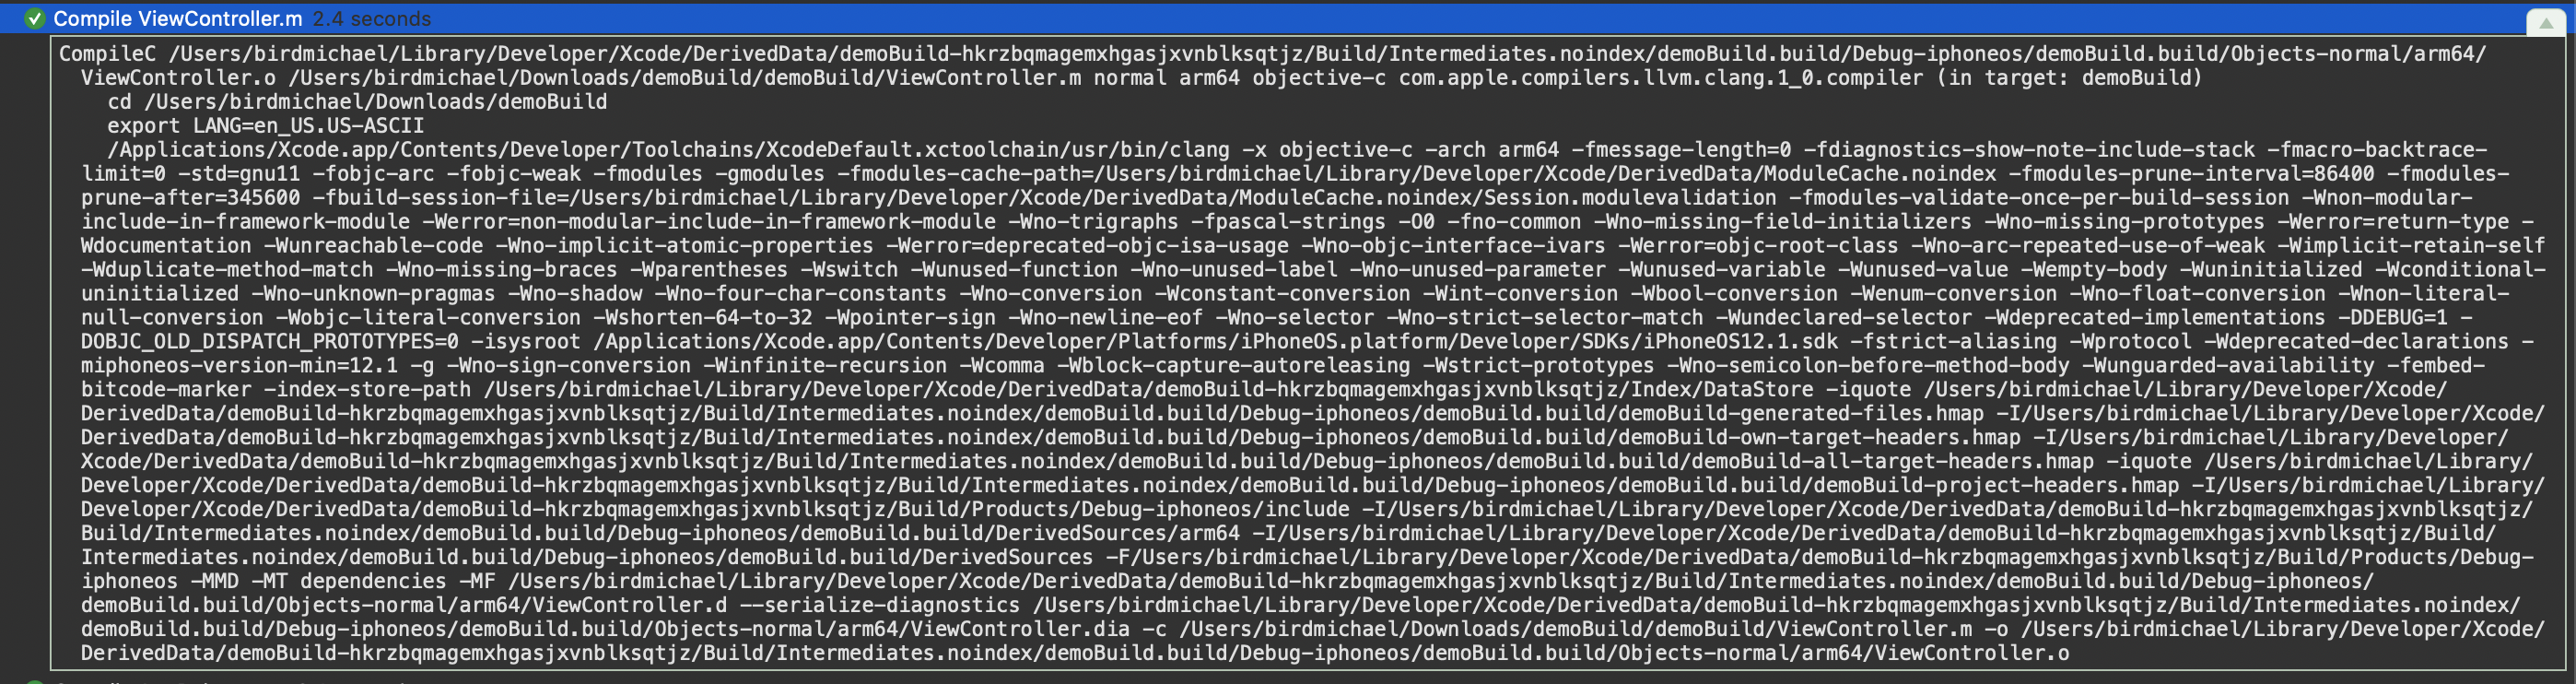 Compile ViewController.m 2.4 seconds
CompileC /Users/birdmichael/Library/Developer/Xcode/DerivedData/demoBuild-hkrzbqmagemxhgasjxvnblksqtjz/Build/Intermediates.noindex/demoBuild.build/Debug-iphoneos/demoBuild.build/Objects-normal/arm64/
ViewController.o /Users/birdmichael/Downloads/demoBuild/demoBuild/ViewController.m normal arm64 objective-c com.apple.compilers.llvm.clang.1_0.compiler (in target: demoBuild)
cd /Users/birdmichael/Downloads/demoBuild
export LANG=en_US.US-ASCII
/Applications/Xcode.app/Contents/Developer/Toolchains/XcodeDefault.xctoolchain/usr/bin/clang -x objective-c -arch arm64 -fmessage-length=0 -fdiagnostics-show-note-include-stack -fmacro-backtrace-
limit=0 -std=gnu11 -fobjc-arc -fobjc-weak -fmodules -gmodules -fmodules-cache-path=/Users/birdmichael/Library/Developer/Xcode/DerivedData/ModuleCache.noindex -fmodules-prune-interval=86400 -fmodules-
prune-after=345600 -fbuild-session-file=/Users/birdmichael/Library/Developer/Xcode/DerivedData/ModuleCache.noindex/Session.modulevalidation -fmodules-validate-once-per-build-session -Wnon-modular-
include-in-framework-module -Werror=non-modular-include-in-framework-module -Wno-trigraphs -fpascal-strings -O0 -fno-common -Wno-missing-field-initializers -Wno-missing-prototypes -Werror=return-type -
Wdocumentation -Wunreachable-code -Wno-implicit-atomic-properties -Werror=deprecated-objc-isa-usage -Wno-objc-interface-ivars -Werror=objc-root-class -Wno-arc-repeated-use-of-weak -Wimplicit-retain-self
-Wduplicate-method-match -Wno-missing-braces -Wparentheses -Wswitch -Wunused-function -Wno-unused-label -Wno-unused-parameter -Wunused-variable -Wunused-value -Wempty-body -Wuninitialized -Wconditional-
uninitialized -Wno-unknown-pragmas -Wno-shadow -Wno-four-char-constants -Wno-conversion -Wconstant-conversion -Wint-conversion -Wbool-conversion -Wenum-conversion -Wno-float-conversion -Wnon-literal-
null-conversion -Wobjc-literal-conversion -Wshorten-64-to-32 -Wpointer-sign -Wno-newline-eof -Wno-selector -Wno-strict-selector-match -Wundeclared-selector -Wdeprecated-implementations -DDEBUG=1 -
DOBJC_OLD_DISPATCH_PROTOTYPES=0 -isysroot /Applications/Xcode.app/Contents/Developer/Platforms/iPhoneOS.platform/Developer/SDKs/iPhoneOS12.1.sdk -fstrict-aliasing -Wprotocol -Wdeprecated-declarations -
miphoneos-version-min=12.1 -g -Wno-sign-conversion -Winfinite-recursion -Wcomma -Wblock-capture-autoreleasing -Wstrict-prototypes -Wno-semicolon-before-method-body -Wunguarded-availability -fembed-
bitcode-marker -index-store-path /Users/birdmichael/Library/Developer/Xcode/DerivedData/demoBuild-hkrzbqmagemxhgasjxvnblksqtjz/Index/DataStore -iquote /Users/birdmichael/Library/Developer/Xcode/
DerivedData/demoBuild-hkrzbqmagemxhgasjxvnblksqtjz/Build/Intermediates.noindex/demoBuild.build/Debug-iphoneos/demoBuild.build/demoBuild-generated-files.hmap -I/Users/birdmichael/Library/Developer/Xcode/
DerivedData/demoBuild-hkrzbqmagemxhgasjxvnblksqtjz/Build/Intermediates.noindex/demoBuild.build/Debug-iphoneos/demoBuild.build/demoBuild-own-target-headers.hmap -I/Users/birdmichael/Library/Developer/
Xcode/DerivedData/demoBuild-hkrzbqmagemxhgasjxvnblksqtjz/Build/Intermediates.noindex/demoBuild.build/Debug-iphoneos/demoBuild.build/demoBuild-all-target-headers.hmap -iquote /Users/birdmichael/Library/
Developer/Xcode/DerivedData/demoBuild-hkrzbqmagemxhgasjxvnblksqtjz/Build/Intermediates.noindex/demoBuild.build/Debug-iphoneos/demoBuild.build/demoBuild-project-headers.hmap -I/Users/birdmichael/Library/
Developer/Xcode/DerivedData/demoBuild-hkrzbqmagemxhgasjxvnblksqtjz/Build/Products/Debug-iphoneos/include -I/Users/birdmichael/Library/Developer/Xcode/DerivedData/demoBuild-hkrzbqmagemxhgasjxvnblksqtjz/
Build/Intermediates.noindex/demoBuild.build/Debug-iphoneos/demoBuild.build/DerivedSources/arm64 -I/Users/birdmichael/Library/Developer/Xcode/DerivedData/demoBuild-hkrzbqmagemxhgasjxvnblksqtjz/Build/
Intermediates.noindex/demoBuild.build/Debug-iphoneos/demoBuild.build/DerivedSources -F/Users/birdmichael/Library/Developer/Xcode/DerivedData/demoBuild-hkrzbqmagemxhgasjxvnblksqtjz/Build/Products/Debug-
iphoneos -MMD -MT dependencies -MF /Users/birdmichael/Library/Developer/Xcode/DerivedData/demoBuild-hkrzbqmagemxhgasjxvnblksqtjz/Build/Intermediates.noindex/demoBuild.build/Debug-iphoneos/
demoBuild.build/Objects-normal/arm64/ViewController.d --serialize-diagnostics /Users/birdmichael/Library/Developer/Xcode/DerivedData/demoBuild-hkrzbqmagemxhgasjxvnblksqtjz/Build/Intermediates.noindex/
demoBuild.build/Debug-iphoneos/demoBuild.build/Objects-normal/arm64/ViewController.dia -c /Users/birdmichael/Downloads/demoBuild/demoBuild/ViewController.m -o /Users/birdmichael/Library/Developer/Xcode/
DerivedData/demoBuild-hkrzbqmagemxhgasjxvnblksqtjz/Build/Intermediates.noindex/demoBuild.build/Debug-iphoneos/demoBuild.build/Objects-normal/arm64/ViewController.o